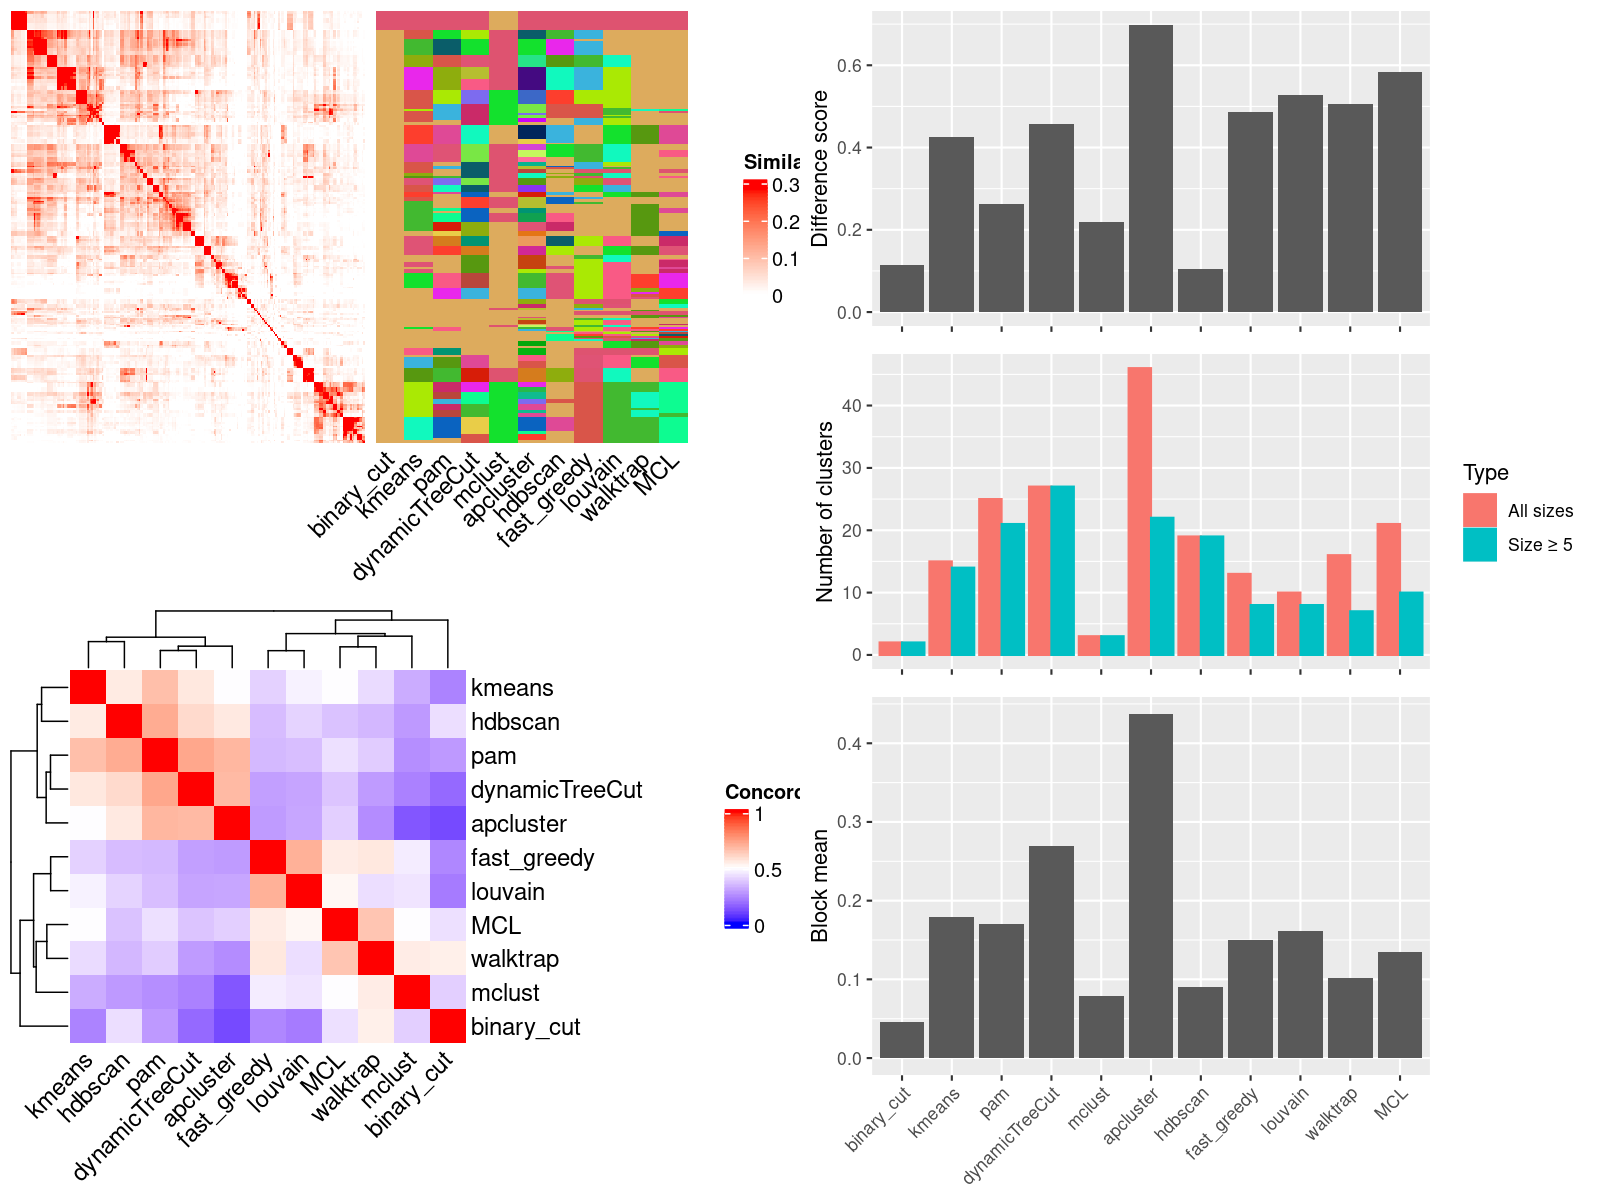 Simila
0.3
0.2
0.1
0
binary_cut
kmeans
pam
dynamicTreeCut
mclust
apcluster
hdbscan
fast_greedy
louvain
walktrap
MCL
kmeans
hdbscan
pam
dynamicTreeCut
apcluster
fast_greedy
louvain
MCL
walktrap
mclust
binary_cut
kmeans
hdbscan
pam
dynamicTreeCut
apcluster
fast_greedy
louvain
MCL
walktrap
mclust
binary_cut
Concord
1
0.5
0
Difference score
0.6
0.4
0.2
0.0
Number of clusters
40
30
20
10
0
Type
All sizes
Size ≥ 5
Block mean
0.4
0.3
0.2
0.1
0.0
binary_cut
kmeans
pam
dynamicTreeCut
mclust
apcluster
hdbscan
fast_greedy
louvain
walktrap
MCL